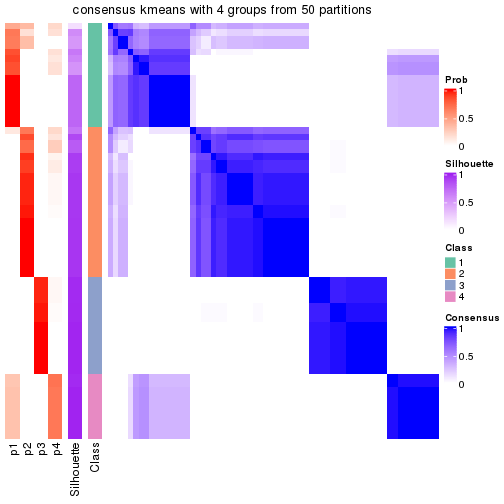 consensus kmeans with 4 groups from 50 partitions
Prob
1
0.5
0
Silhouette
1
0.5
0
Class
1
2
3
4
Consensus
1
0.5
0
p1
p2
p3
p4
Silhouette
Class